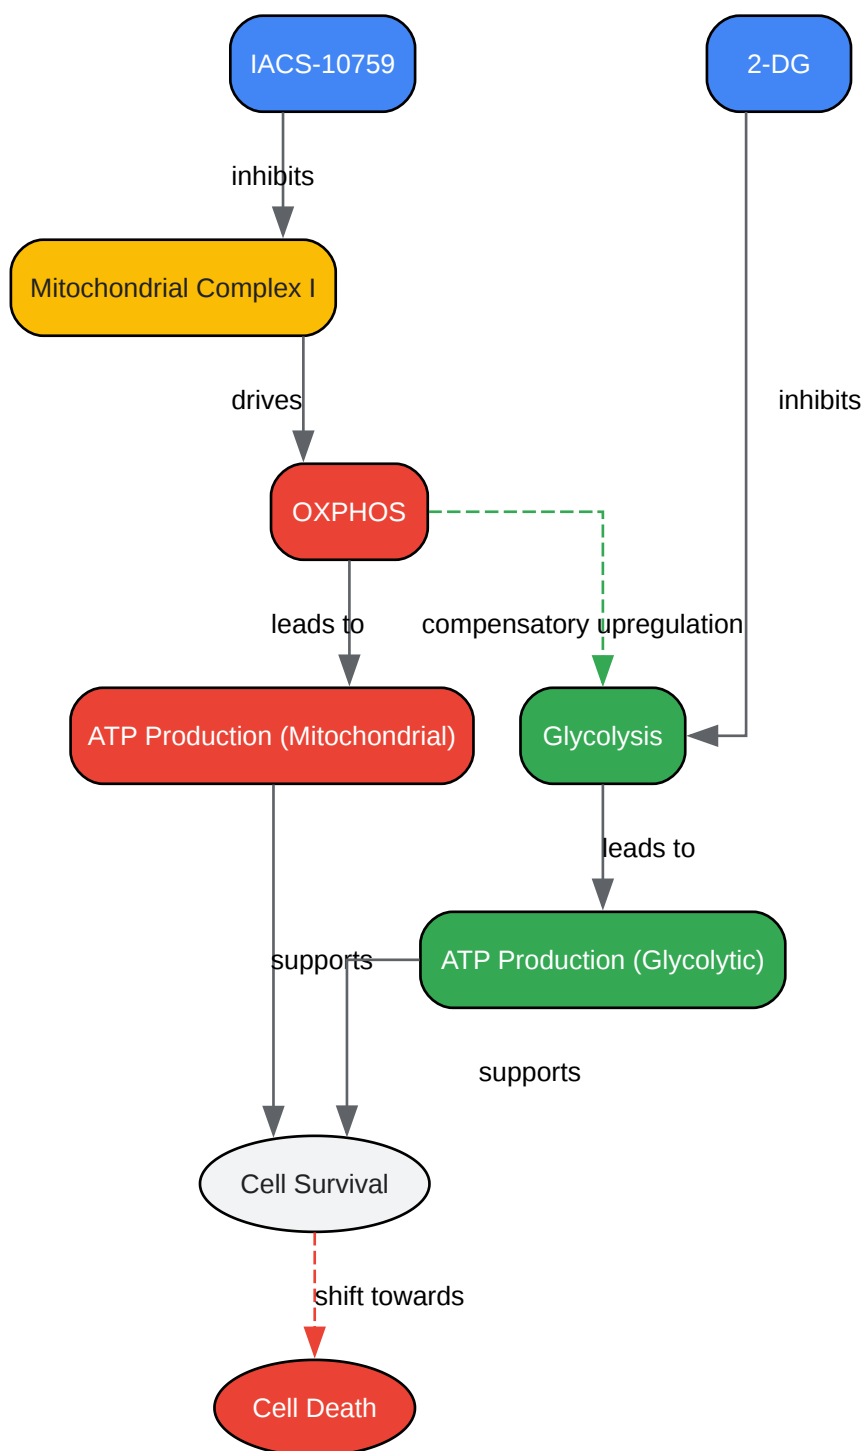 IACS-10759
2-DG
inhibits
Mitochondrial Complex I
drives
inhibits
OXPHOS
leads to
compensatory upregulation
ATP Production (Mitochondrial)
Glycolysis
leads to
supports
ATP Production (Glycolytic)
supports
Cell Survival
shift towards
Cell Death